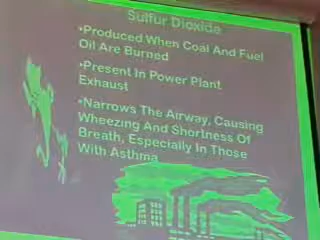 Sulfur Dioxide
•Produced When Coal And Fuel
Oil Are Burned
•Present In Power Plant
Exhaust
•Narrows The Airway, Causing
Wheezing And Shortness Of
Breath, Especially In Those
With Asthma